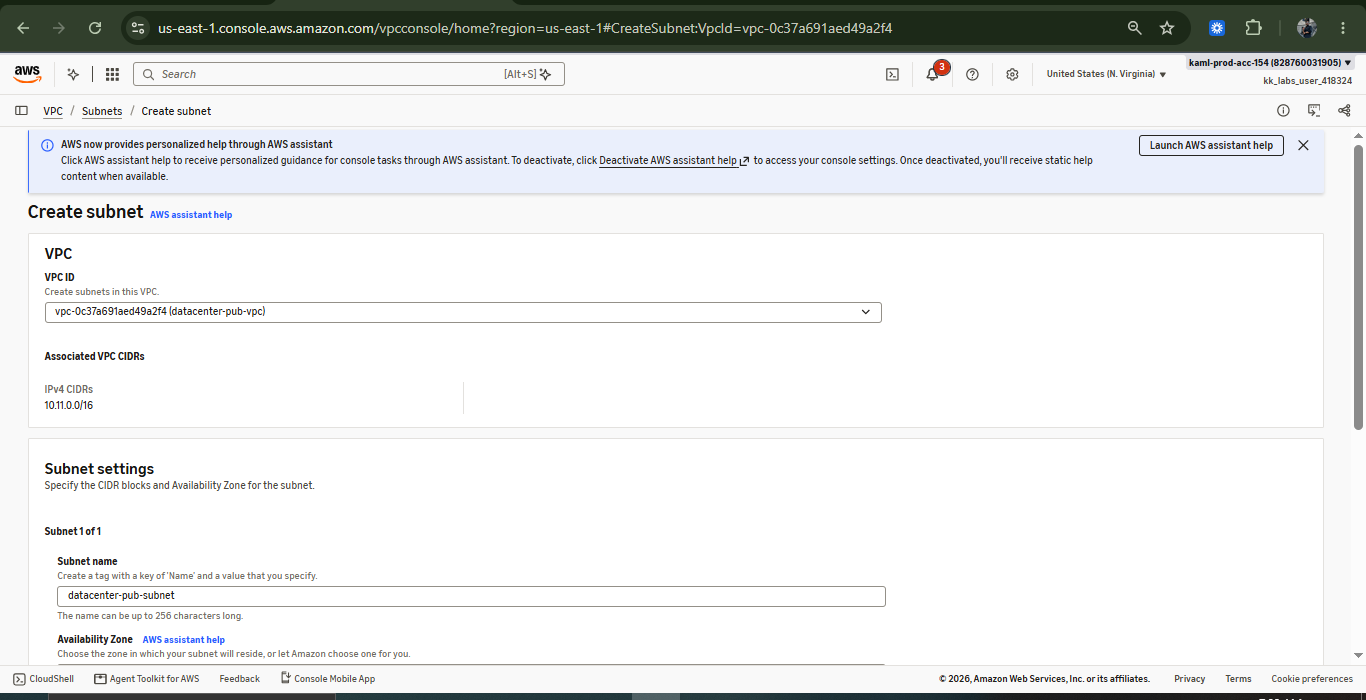 us-east-1.console.aws.amazon.com/vpcconsole/home?region=us-east-1#CreateSubnet:VpcId=vpc-0c37a691aed49a2f4
aws
Search
[Alt+S]
3
United States (N. Virginia)
kaml-prod-acc-154 (828760031905)
kk_labs_user_418324
VPC / Subnets / Create subnet
AWS now provides personalized help through AWS assistant
Click AWS assistant help to receive personalized guidance for console tasks through AWS assistant. To deactivate, click Deactivate AWS assistant help to access your console settings. Once deactivated, you'll receive static help
content when available.
Launch AWS assistant help
Create subnet AWS assistant help
VPC
VPC ID
Create subnets in this VPC.
vpc-0c37a691aed49a2f4 (datacenter-pub-vpc)
Associated VPC CIDRs
IPv4 CIDRs
10.11.0.0/16
Subnet settings
Specify the CIDR blocks and Availability Zone for the subnet.
Subnet 1 of 1
Subnet name
Create a tag with a key of 'Name' and a value that you specify.
datacenter-pub-subnet
The name can be up to 256 characters long.
Availability Zone AWS assistant help
Choose the zone in which your subnet will reside, or let Amazon choose one for you.
CloudShell Agent Toolkit for AWS Feedback Console Mobile App © 2026, Amazon Web Services, Inc. or its affiliates. Privacy Terms Cookie preferences